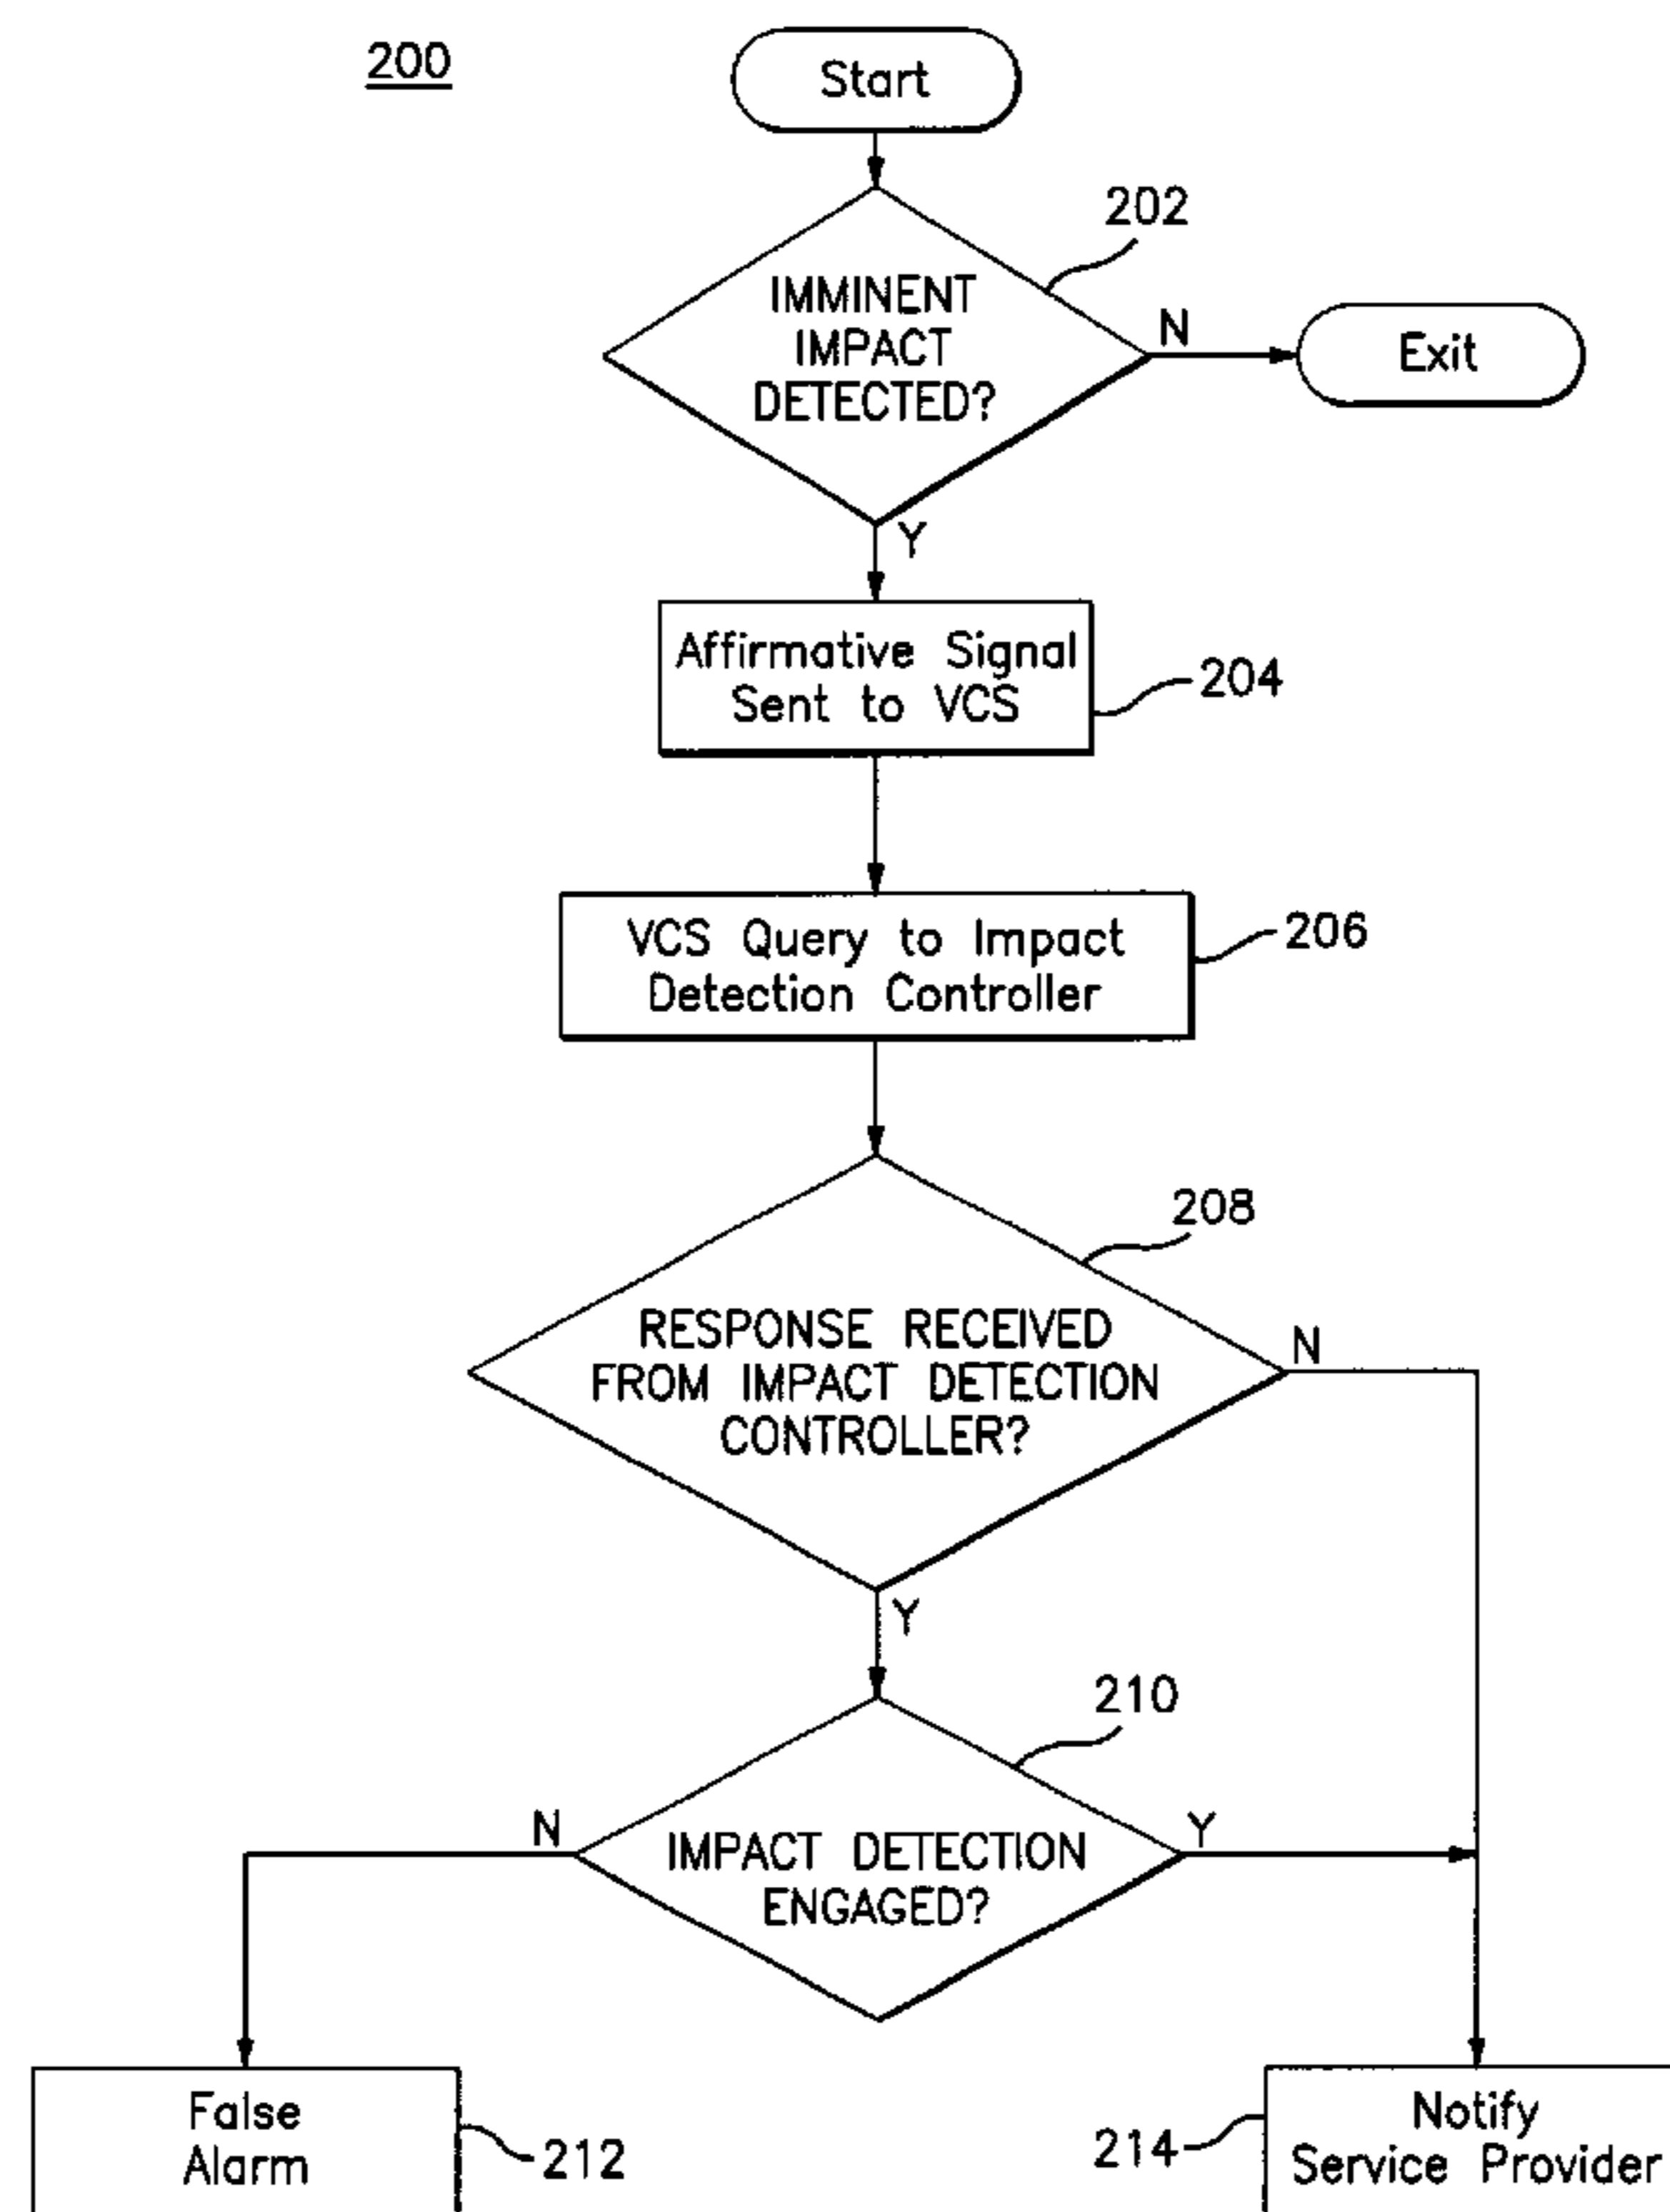 200
Start
202
IMMINENT
IMPACT
DETECTED?
N
Exit
Y
Affirmative Signal
Sent to VCS
204
VCS Query to Impact
Detection Controller
206
208
RESPONSE RECEIVED
FROM IMPACT DETECTION
CONTROLLER?
N
Y
210
N
IMPACT DETECTION
ENGAGED?
Y
False
Alarm
212
214
Notify
Service Provider